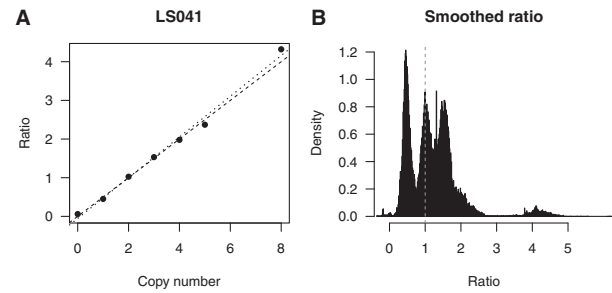 A
LS041
Ratio
4
3
2
1
0
0 2 4 6 8
Copy number
B
Smoothed ratio
Density
1.2
1.0
0.8
0.6
0.4
0.2
0.0
0 1 2 3 4 5
Ratio